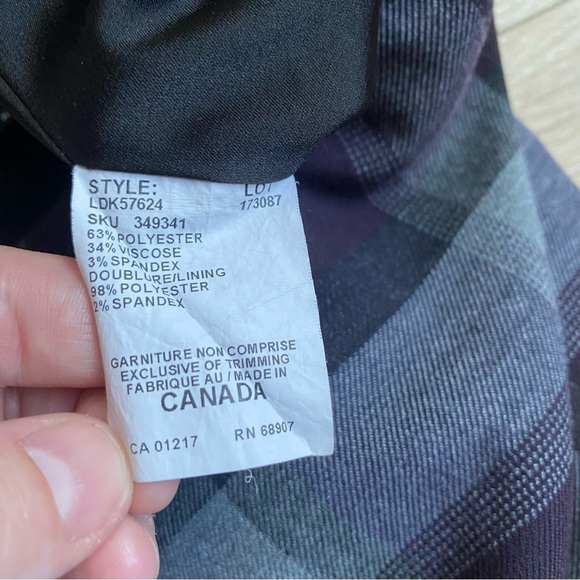 STYLE: LOT
LDK57624 173087
SKU 349341
63% POLYESTER
34% VISCOSE
3% SPANDEX
DOUBLURE/LINING
98% POLYESTER
2% SPANDEX
GARNITURE NON COMPRISE
EXCLUSIVE OF TRIMMING
FABRIQUE AU / MADE IN
CANADA
CA 01217 RN 68907